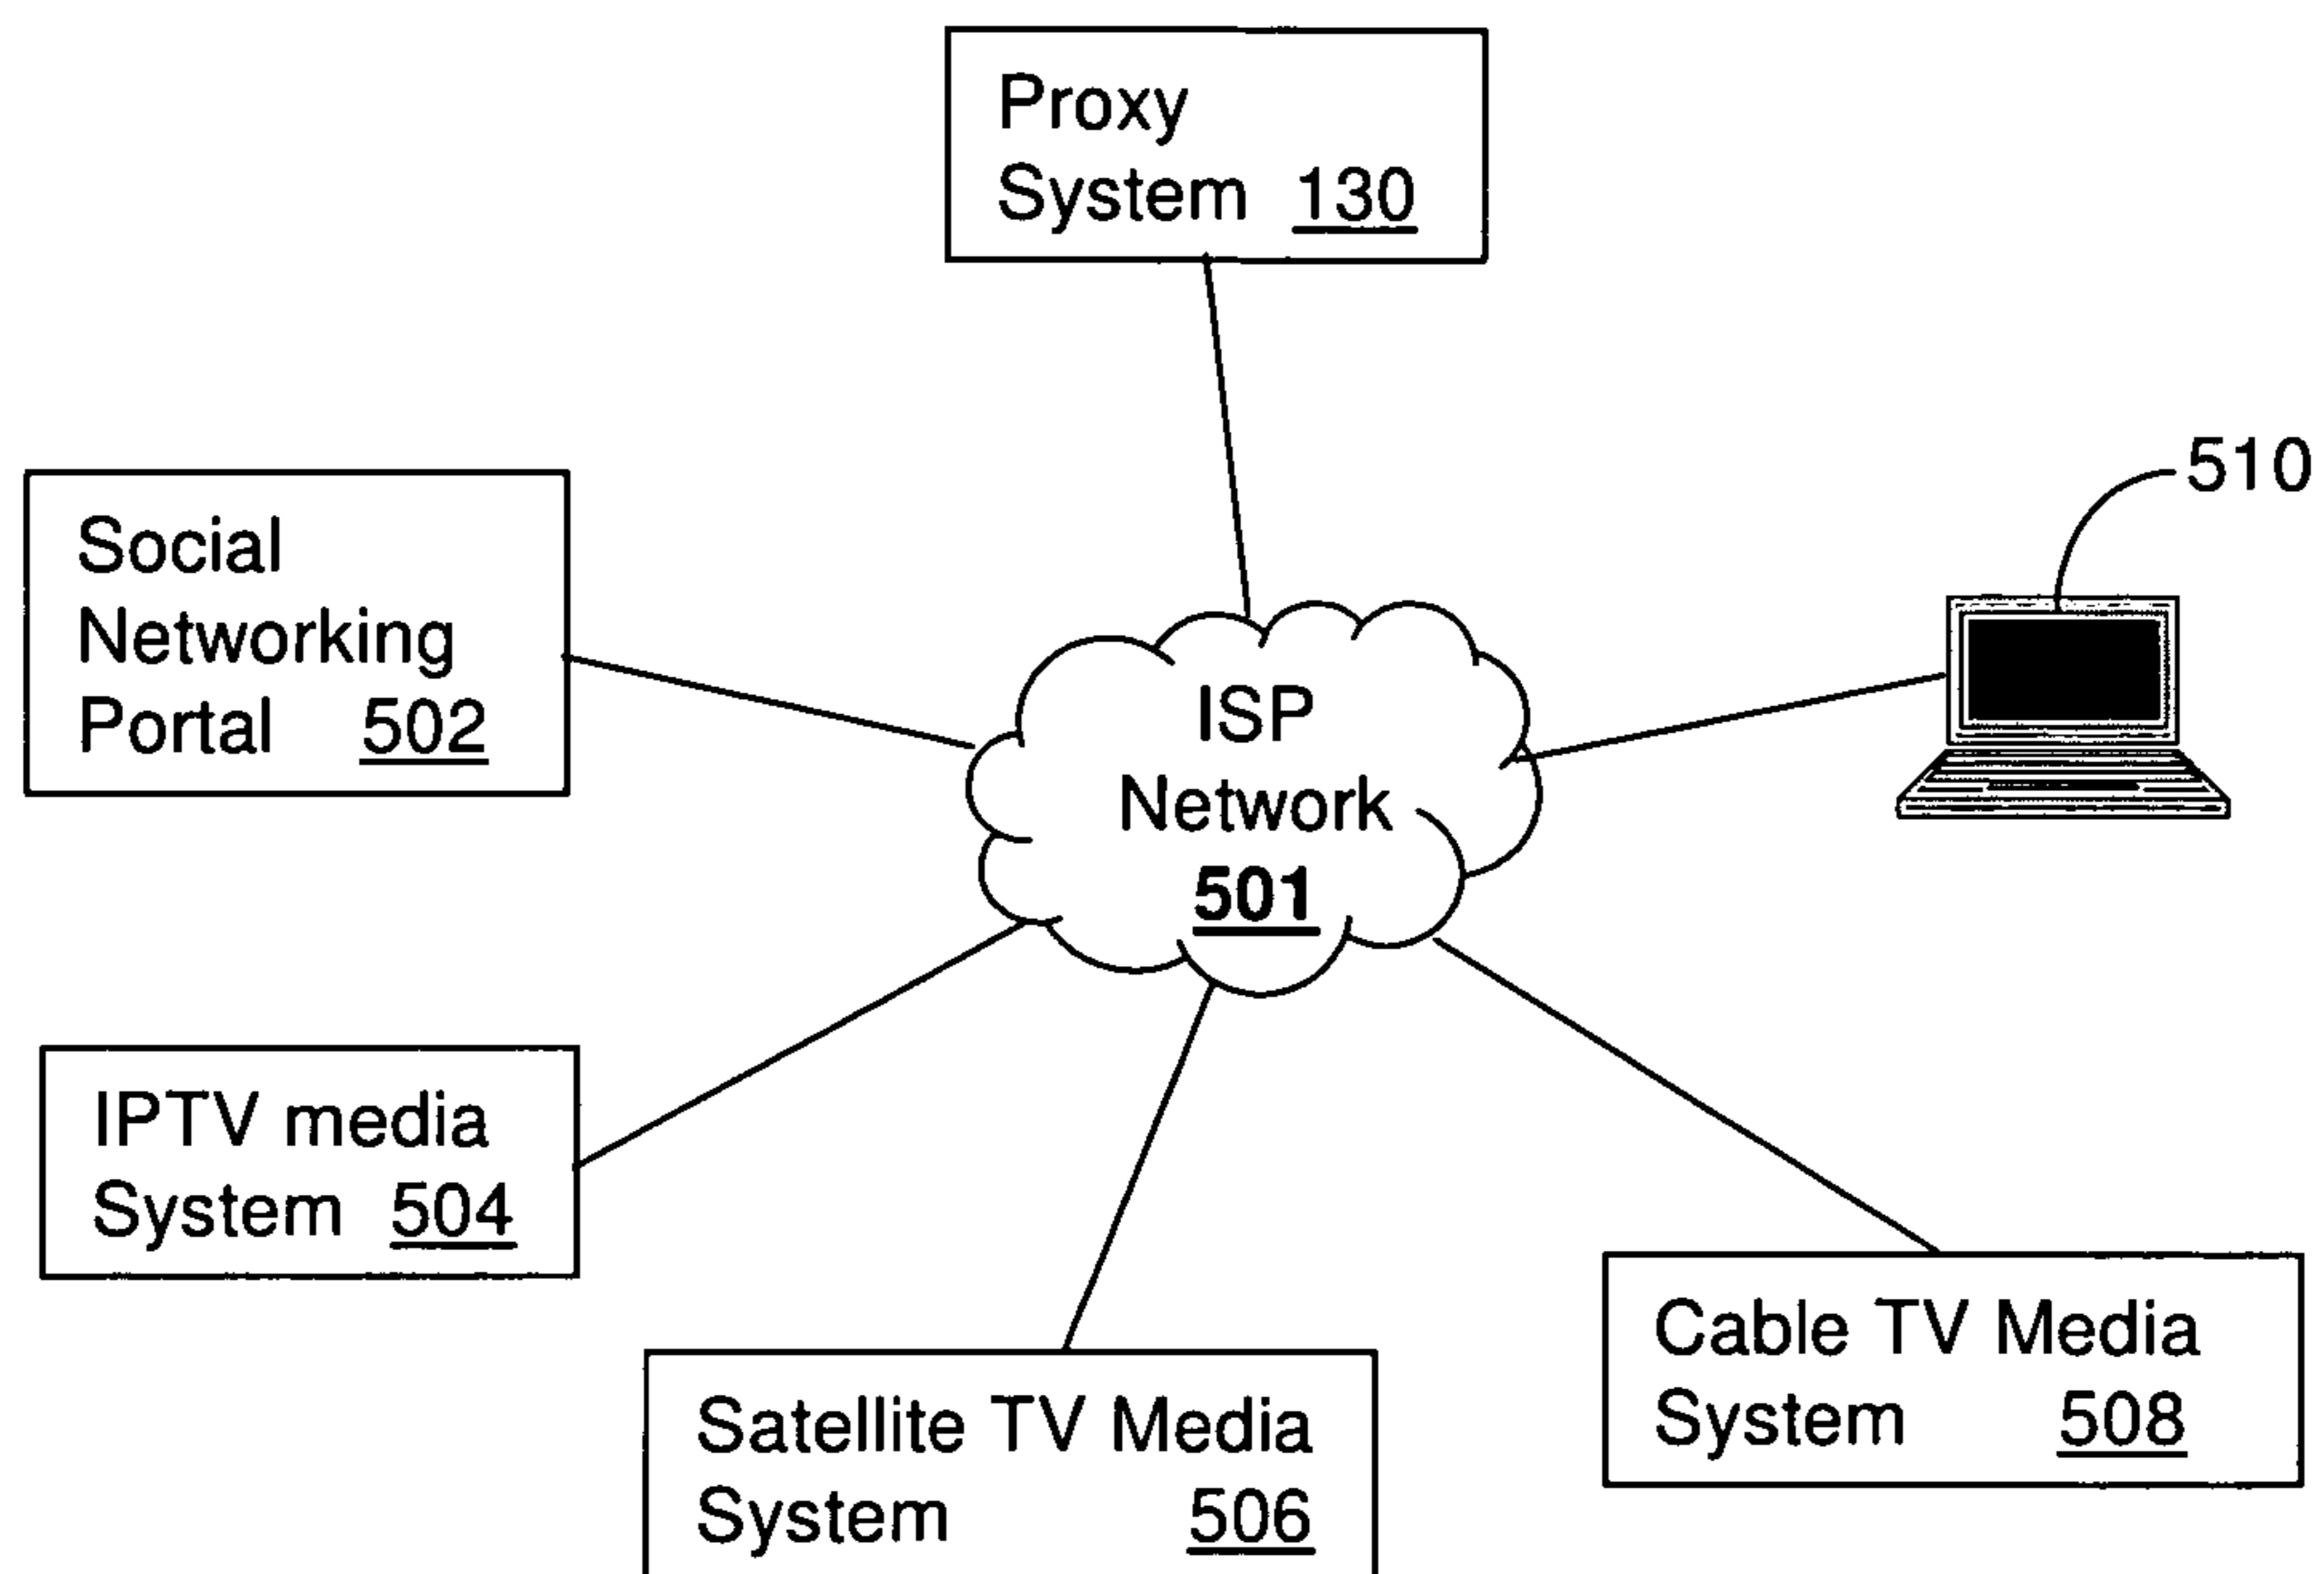 Proxy
System 130
510
Social
Networking
Portal 502
ISP
Network
501
IPTV media
System 504
Satellite TV Media
System 506
Cable TV Media
System 508